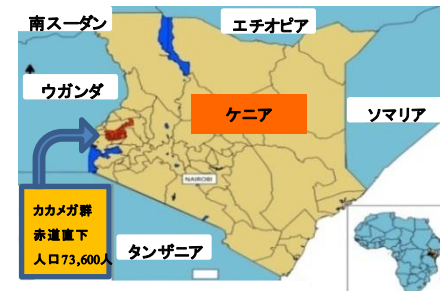 南スーダン
エチオピア
ウガンダ
ケニア
ソマリア
NAIROBI
カカメガ群
赤道直下
人口73,600人
タンザニア